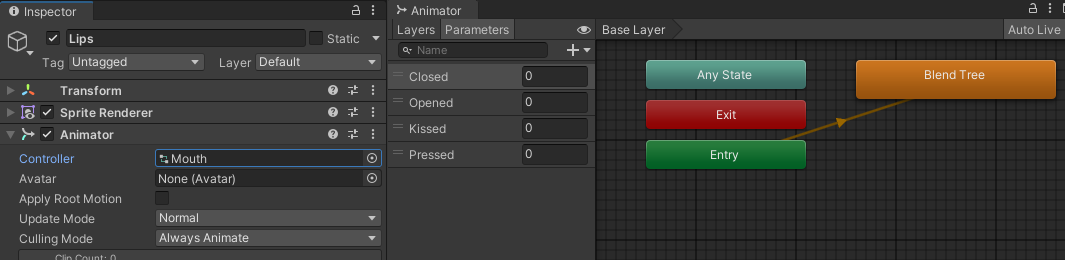 Inspector
Lips
Static
Tag Untagged Layer Default
Transform
Sprite Renderer
Animator
Controller Mouth
Avatar None (Avatar)
Apply Root Motion
Update Mode Normal
Culling Mode Always Animate
Clip Count: 0
Animator
Layers Parameters
Name
Closed 0
Opened 0
Kissed 0
Pressed 0
Base Layer
Auto Live
Any State
Blend Tree
Exit
Entry